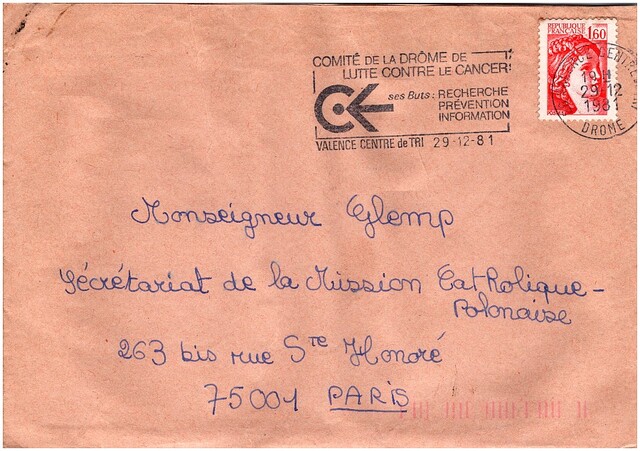 COMITÉ DE LA DRÔME DE
LUTTE CONTRE LE CANCER
ses Buts : RECHERCHE
PRÉVENTION
INFORMATION
VALENCE CENTRE de TRI 29-12-81
REPUBLIQUE
FRANÇAISE
1,60
CENTRE
19H
29-12
1981
DROME
Monseigneur Glemp
Sécrétariat de la Mission Catholique-
Polonaise
263 bis rue Ste Honoré
75001 PARIS